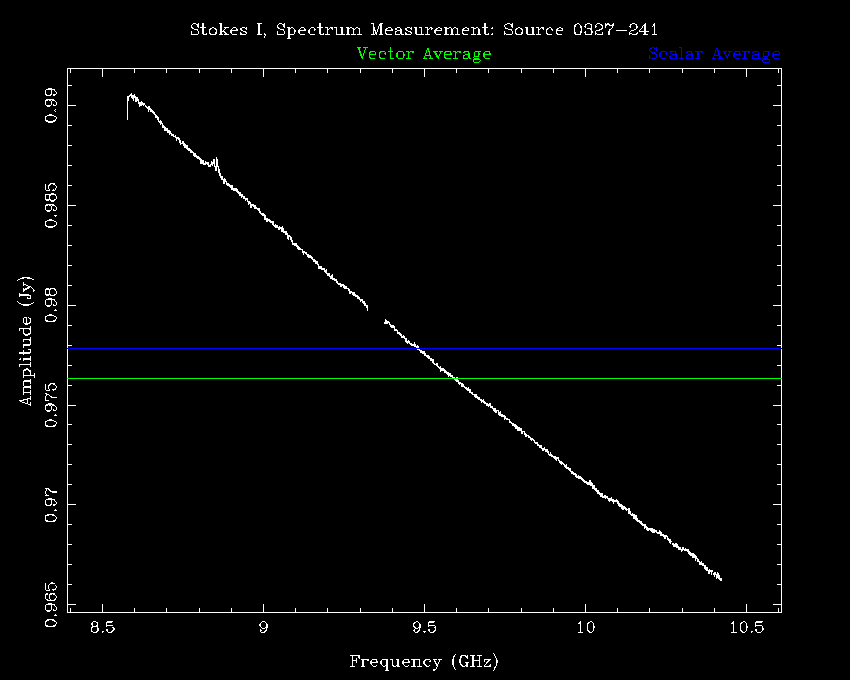 Stokes I, Spectrum Measurement: Source 0327−241
Vector Average Scalar Average
0.99
0.985
0.98
0.975
0.97
0.965
Amplitude (Jy)
8.5 9 9.5 10 10.5
Frequency (GHz)